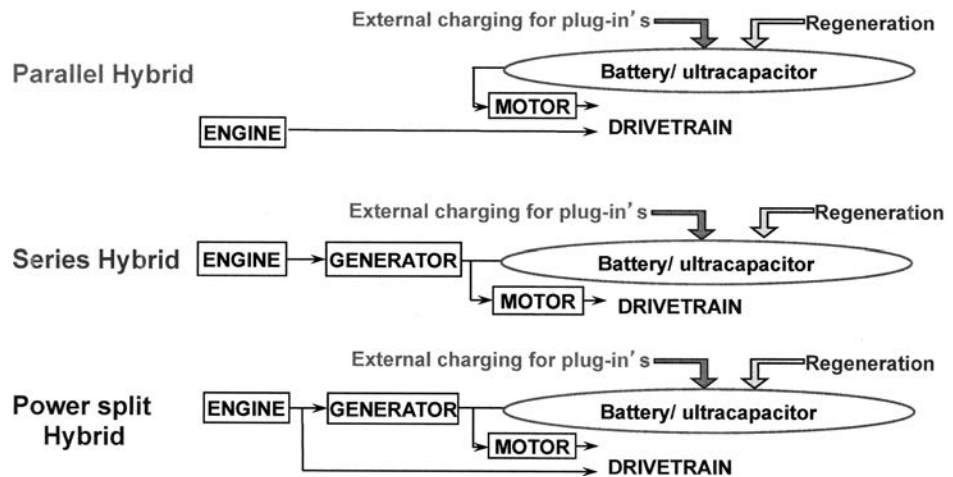 External charging for plug-in's
Regeneration
Parallel Hybrid
Battery/ ultracapacitor
MOTOR
ENGINE
DRIVETRAIN
External charging for plug-in's
Regeneration
Series Hybrid
ENGINE
GENERATOR
Battery/ ultracapacitor
MOTOR
DRIVETRAIN
External charging for plug-in's
Regeneration
Power split
Hybrid
ENGINE
GENERATOR
Battery/ ultracapacitor
MOTOR
DRIVETRAIN